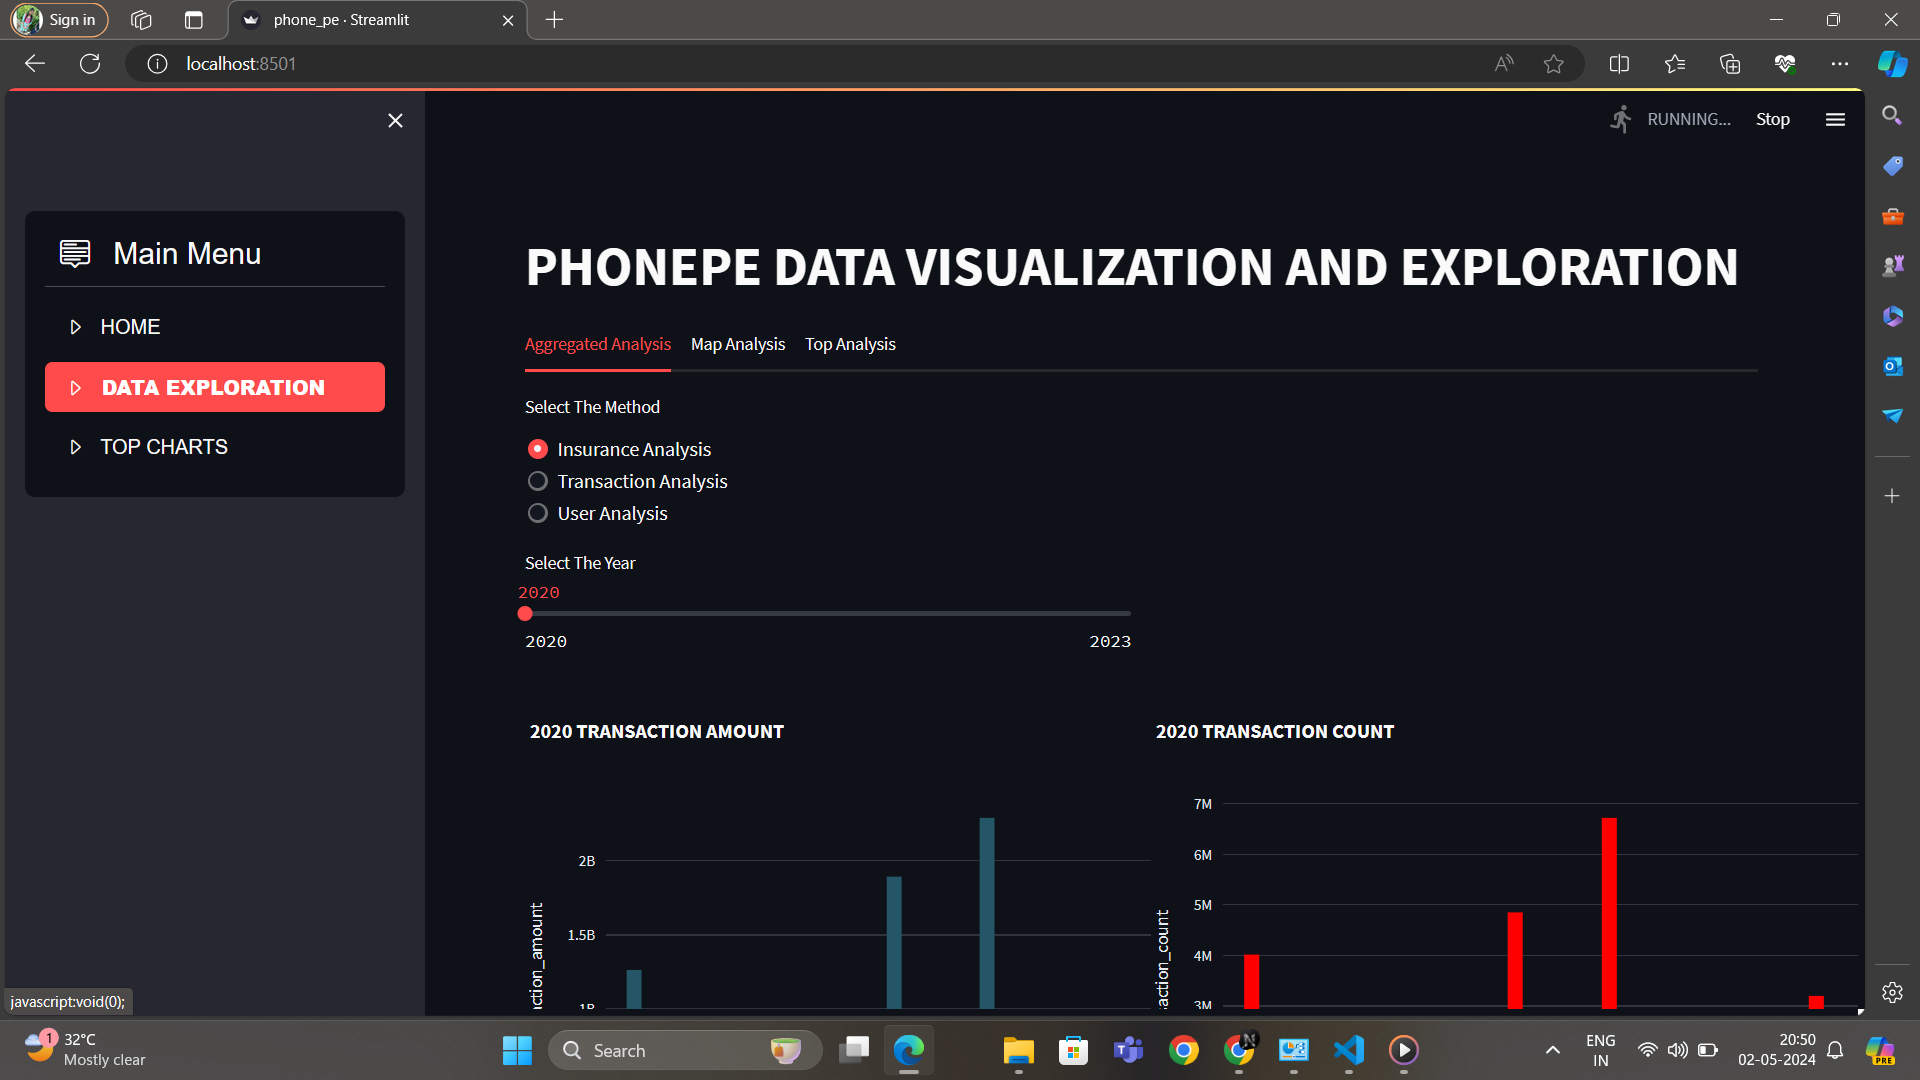 Sign in
phone_pe · Streamlit
localhost:8501
RUNNING...
Stop
Main Menu
HOME
DATA EXPLORATION
TOP CHARTS
PHONEPE DATA VISUALIZATION AND EXPLORATION
Aggregated Analysis
Map Analysis
Top Analysis
Select The Method
Insurance Analysis
Transaction Analysis
User Analysis
Select The Year
2020
2020
2023
2020 TRANSACTION AMOUNT
2B
1.5B
1B
action_amount
2020 TRANSACTION COUNT
7M
6M
5M
4M
3M
action_count
javascript:void(0);
1
32°C
Mostly clear
Search
N
ENG
IN
20:50
02-05-2024
PRE